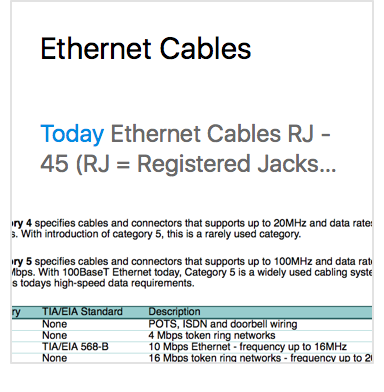 Ethernet Cables
Today Ethernet Cables RJ -
45 (RJ = Registered Jacks...
ry 4 specifies cables and connectors that supports up to 20MHz and data rates
s. With introduction of category 5, this is a rarely used category.
ry 5 specifies cables and connectors that supports up to 100MHz and data rat
Mbps. With 100BaseT Ethernet today, Category 5 is a widely used cabling syste
s todays high-speed data requirements.
ry TIA/EIA Standard Description
None POTS, ISDN and doorbell wiring
None 4 Mbps token ring networks
TIA/EIA 568-B 10 Mbps Ethernet - frequency up to 16MHz
None 16 Mbps token ring networks - frequency up to 20